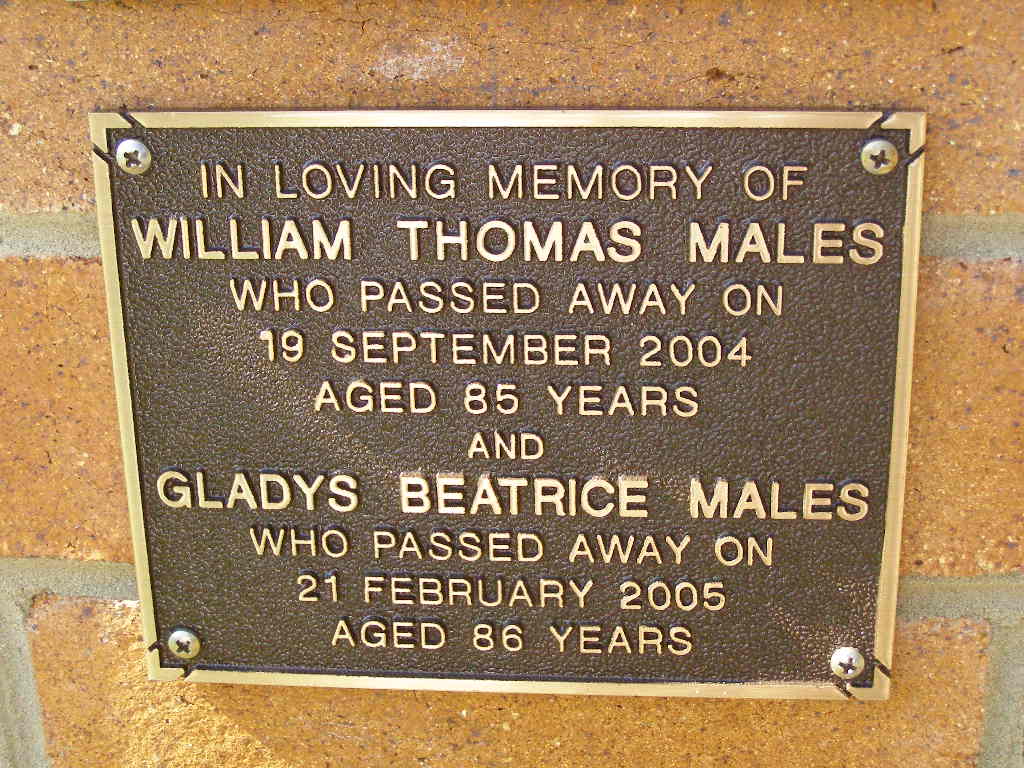 IN LOVING MEMORY OF
WILLIAM THOMAS MALES
WHO PASSED AWAY ON
19 SEPTEMBER 2004
AGED 85 YEARS
AND
GLADYS BEATRICE MALES
WHO PASSED AWAY ON
21 FEBRUARY 2005
AGED 86 YEARS